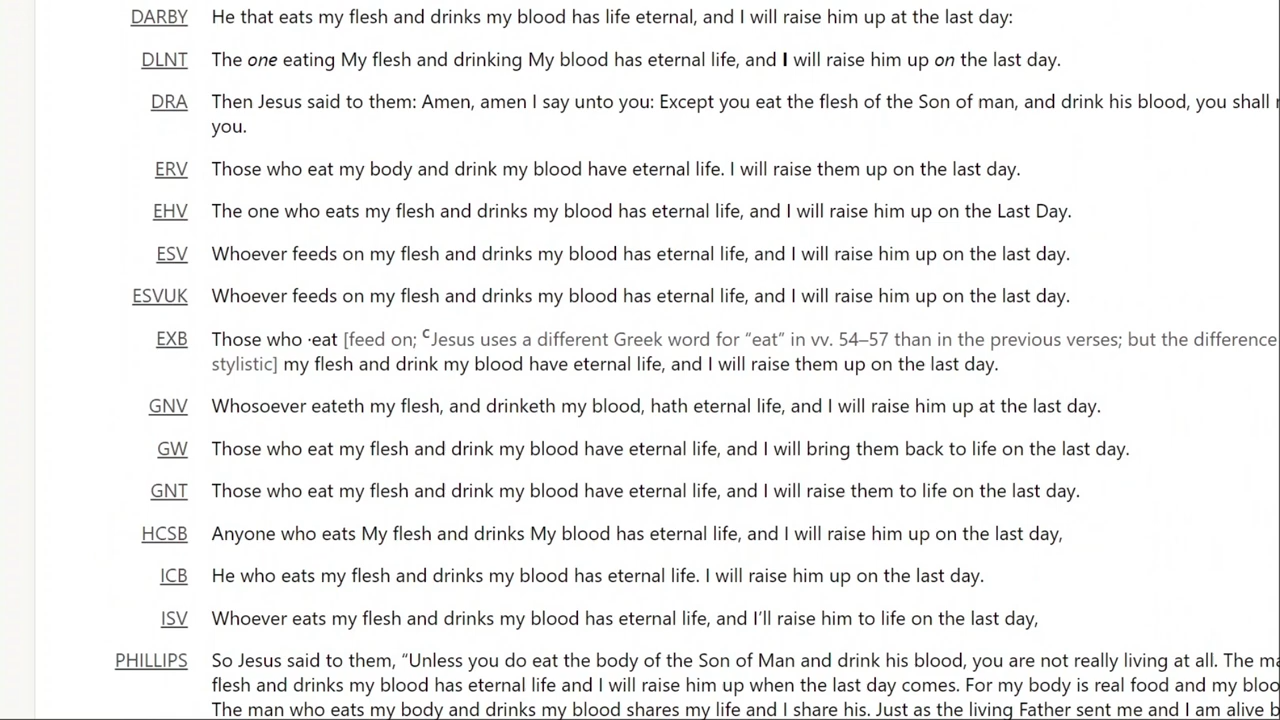 DARBY He that eats my flesh and drinks my blood has life eternal, and I will raise him up at the last day:
DLNT The one eating My flesh and drinking My blood has eternal life, and I will raise him up on the last day.
DRA Then Jesus said to them: Amen, amen I say unto you: Except you eat the flesh of the Son of man, and drink his blood, you shall
you.
ERV Those who eat my body and drink my blood have eternal life. I will raise them up on the last day.
EHV The one who eats my flesh and drinks my blood has eternal life, and I will raise him up on the Last Day.
ESV Whoever feeds on my flesh and drinks my blood has eternal life, and I will raise him up on the last day.
ESVUK Whoever feeds on my flesh and drinks my blood has eternal life, and I will raise him up on the last day.
EXB Those who ·eat [feed on; ᶜJesus uses a different Greek word for “eat” in vv. 54–57 than in the previous verses; but the difference
stylistic] my flesh and drink my blood have eternal life, and I will raise them up on the last day.
GNV Whosoever eateth my flesh, and drinketh my blood, hath eternal life, and I will raise him up at the last day.
GW Those who eat my flesh and drink my blood have eternal life, and I will bring them back to life on the last day.
GNT Those who eat my flesh and drink my blood have eternal life, and I will raise them to life on the last day.
HCSB Anyone who eats My flesh and drinks My blood has eternal life, and I will raise him up on the last day,
ICB He who eats my flesh and drinks my blood has eternal life. I will raise him up on the last day.
ISV Whoever eats my flesh and drinks my blood has eternal life, and I’ll raise him to life on the last day,
PHILLIPS So Jesus said to them, “Unless you do eat the body of the Son of Man and drink his blood, you are not really living at all. The
flesh and drinks my blood has eternal life and I will raise him up when the last day comes. For my body is real food and my
The man who eats my body and drinks my blood shares my life and I share his. Just as the living Father sent me and I am alive